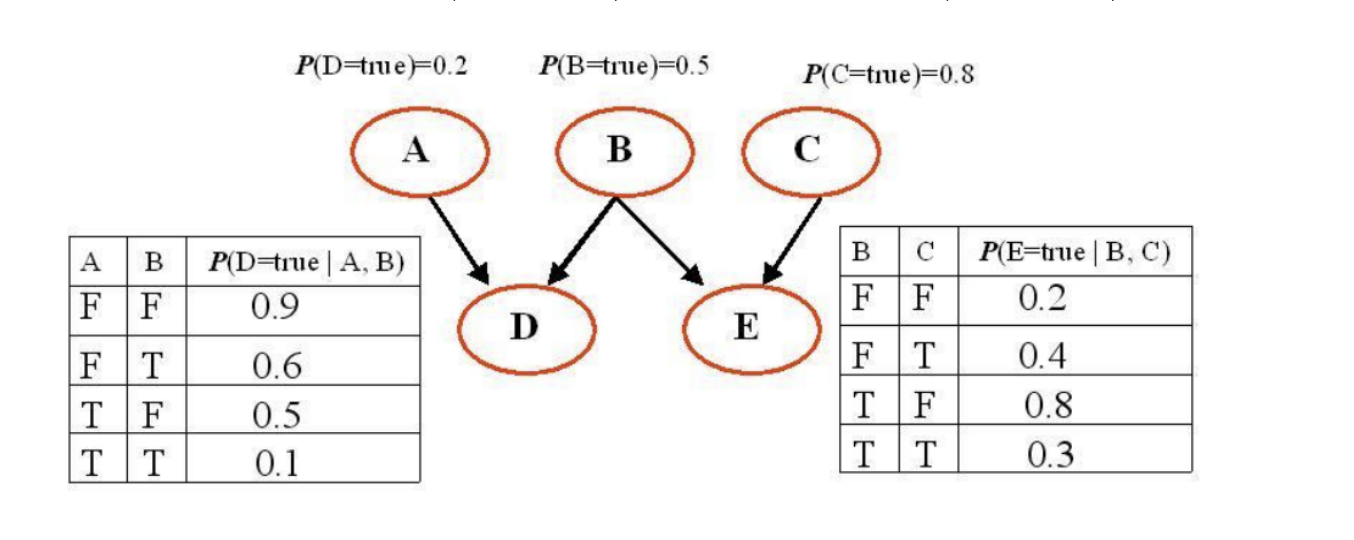 P(D=true)=0.2 P(B=true)=0.5 P(C=true)=0.8
A B C
A B P(D=true | A, B)
F F 0.9
F T 0.6
T F 0.5
T T 0.1
D E
B C P(E=true | B, C)
F F 0.2
F T 0.4
T F 0.8
T T 0.3